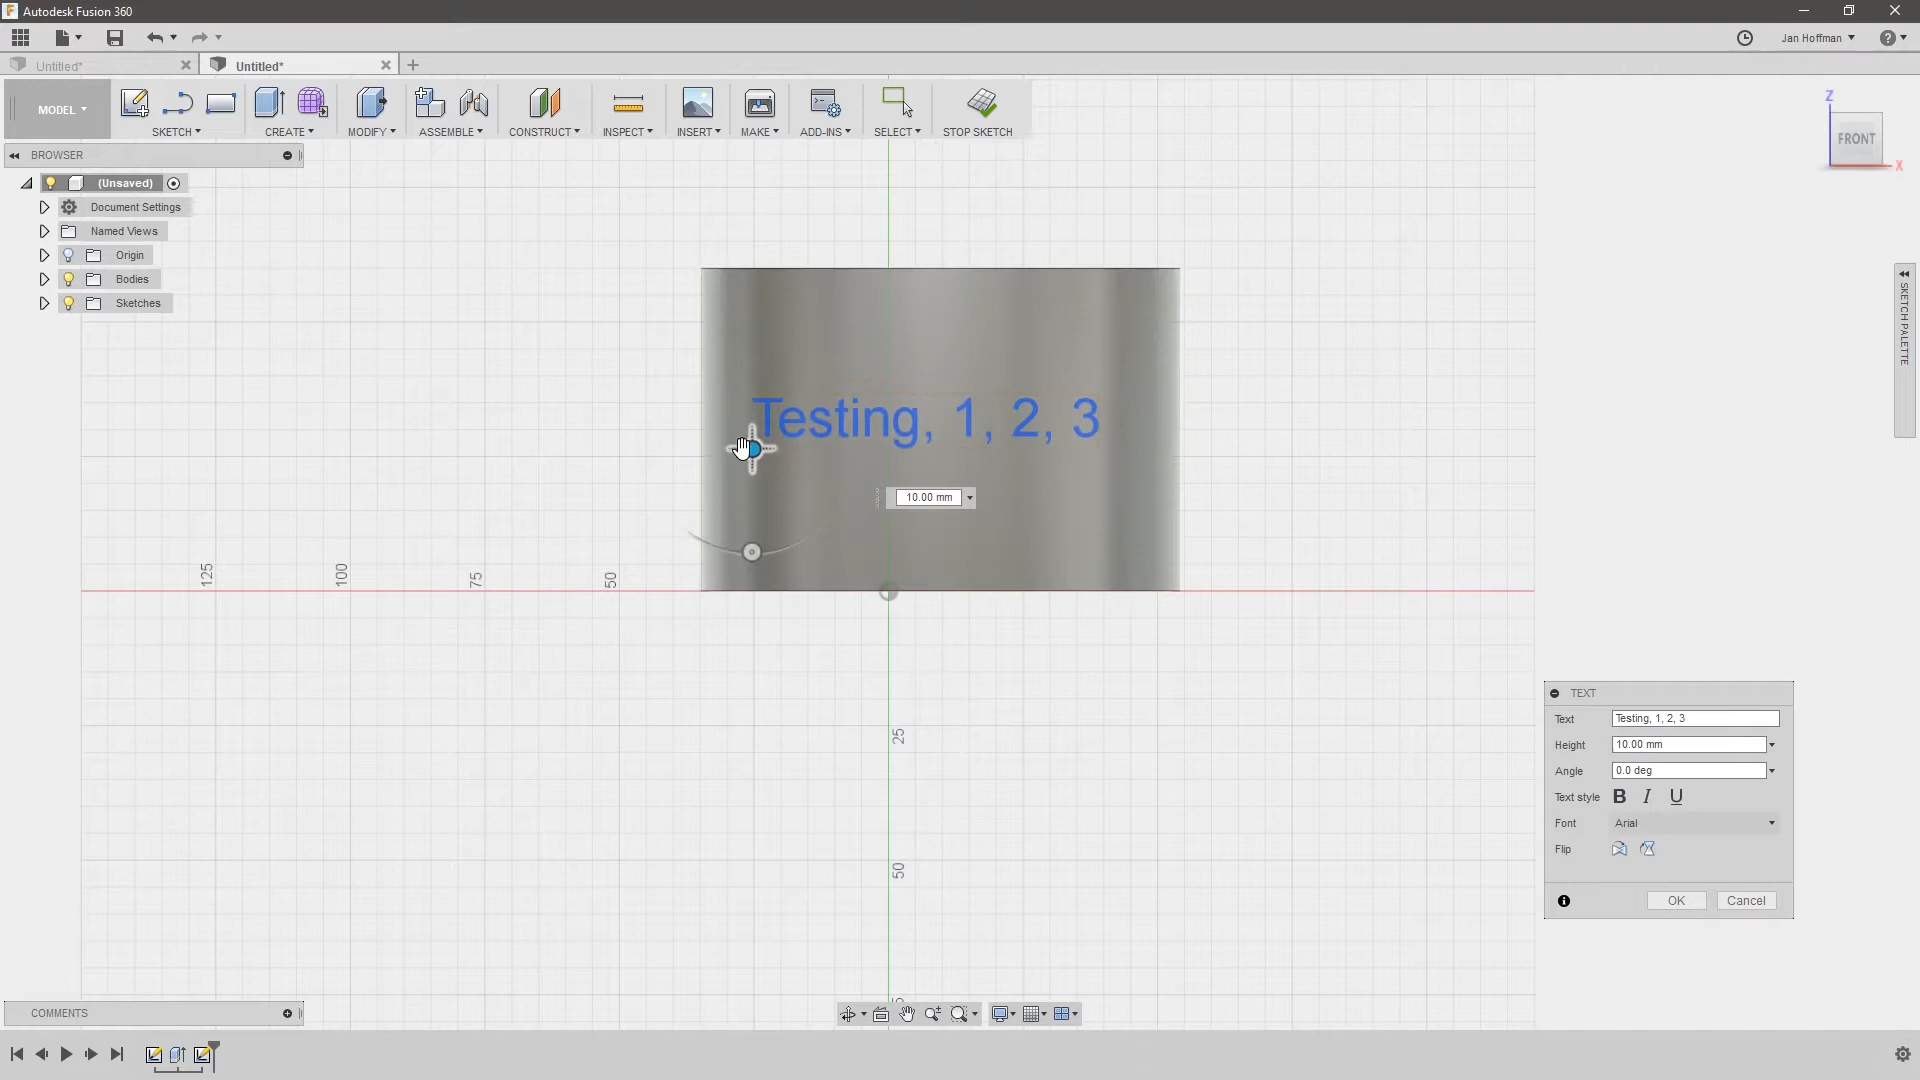 Autodesk Fusion 360
Jan Hoffman
Untitled*
Untitled*
MODEL
SKETCH
CREATE
MODIFY
ASSEMBLE
CONSTRUCT
INSPECT
INSERT
MAKE
ADD-INS
SELECT
STOP SKETCH
Z
FRONT
X
BROWSER
(Unsaved)
Document Settings
Named Views
Origin
Bodies
Sketches
SKETCH PALETTE
Testing, 1, 2, 3
10.00 mm
125
100
75
50
25
50
TEXT
Text
Testing, 1, 2, 3
Height
10.00 mm
Angle
0.0 deg
Text style
B I U
Font
Arial
Flip
OK
Cancel
COMMENTS